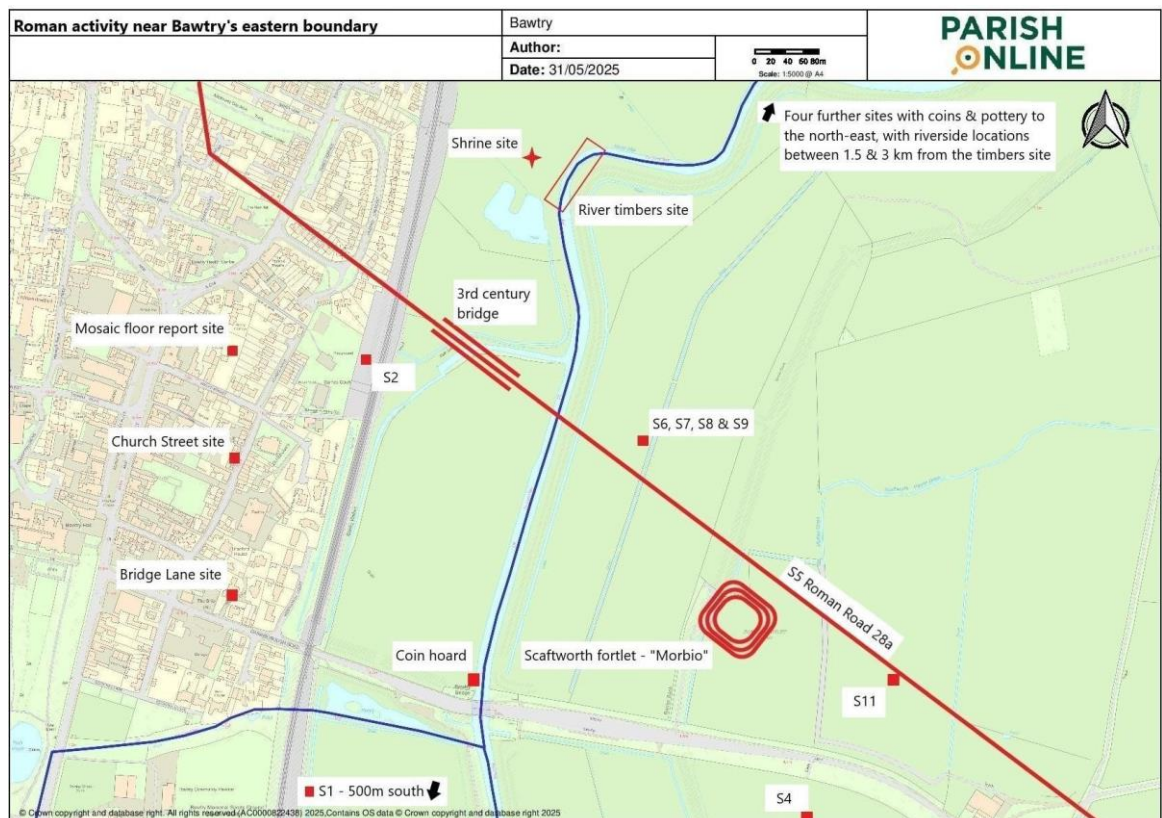 Roman activity near Bawtry's eastern boundary
Bawtry
Author:
Date: 31/05/2025
0 20 40 60 80m
Scale: 1:5000 @ A4
PARISH
ONLINE
Four further sites with coins & pottery to
the north-east, with riverside locations
between 1.5 & 3 km from the timbers site
Shrine site
River timbers site
3rd century
bridge
Mosaic floor report site
S2
S6, S7, S8 & S9
Church Street site
Bridge Lane site
S5 Roman Road 28a
Coin hoard
Scaftworth fortlet - "Morbio"
S11
S1 - 500m south
S4
© Crown copyright and database right. All rights reserved (AC0000822438) 2025,Contains OS data © Crown copyright and database right 2025